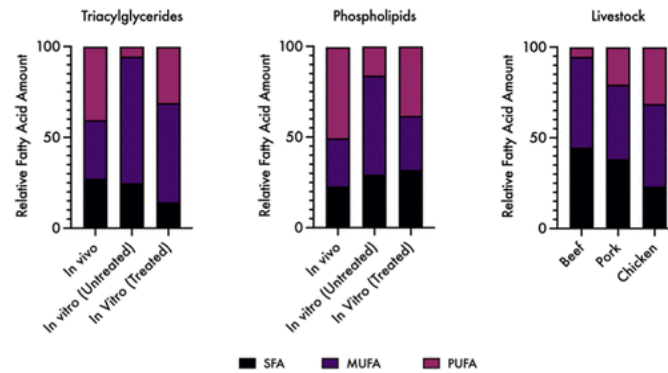 Triacylglycerides
Relative Fatty Acid Amount
100
50
0
In vivo
In vitro (Untreated)
In Vitro (Treated)
Phospholipids
Relative Fatty Acid Amount
100
50
0
In vivo
In vitro (Untreated)
In Vitro (Treated)
Livestock
Relative Fatty Acid Amount
100
50
0
Beef
Pork
Chicken
SFA MUFA PUFA